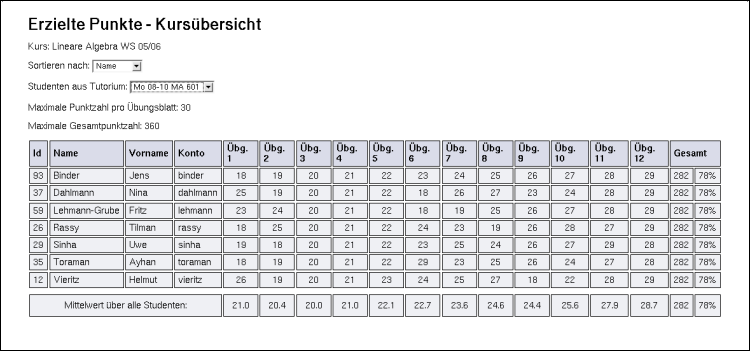 Erzielte Punkte - Kursübersicht
Kurs: Lineare Algebra WS 05/06
Sortieren nach: Name
Studenten aus Tutorium: Mo 08-10 MA 601
Maximale Punktzahl pro Übungsblatt: 30
Maximale Gesamtpunktzahl: 360
Id Name Vorname Konto Übg. 1 Übg. 2 Übg. 3 Übg. 4 Übg. 5 Übg. 6 Übg. 7 Übg. 8 Übg. 9 Übg. 10 Übg. 11 Übg. 12 Gesamt
93 Binder Jens binder 18 19 20 21 22 23 24 25 26 27 28 29 282 78%
37 Dahlmann Nina dahlmann 25 19 20 21 22 18 26 27 23 24 28 29 282 78%
59 Lehmann-Grube Fritz lehmann 23 24 20 21 22 18 19 25 26 27 28 29 282 78%
26 Rassy Tilman rassy 18 25 20 21 22 24 23 19 26 28 27 29 282 78%
29 Sinha Uwe sinha 19 18 20 21 22 23 25 24 26 27 29 28 282 78%
35 Toraman Ayhan toraman 18 19 20 21 22 29 23 25 26 24 27 28 282 78%
12 Vieritz Helmut vieritz 26 19 20 21 23 24 25 27 18 22 28 29 282 78%
Mittelwert über alle Studenten: 21.0 20.4 20.0 21.0 22.1 22.7 23.6 24.6 24.4 25.6 27.9 28.7 282 78%